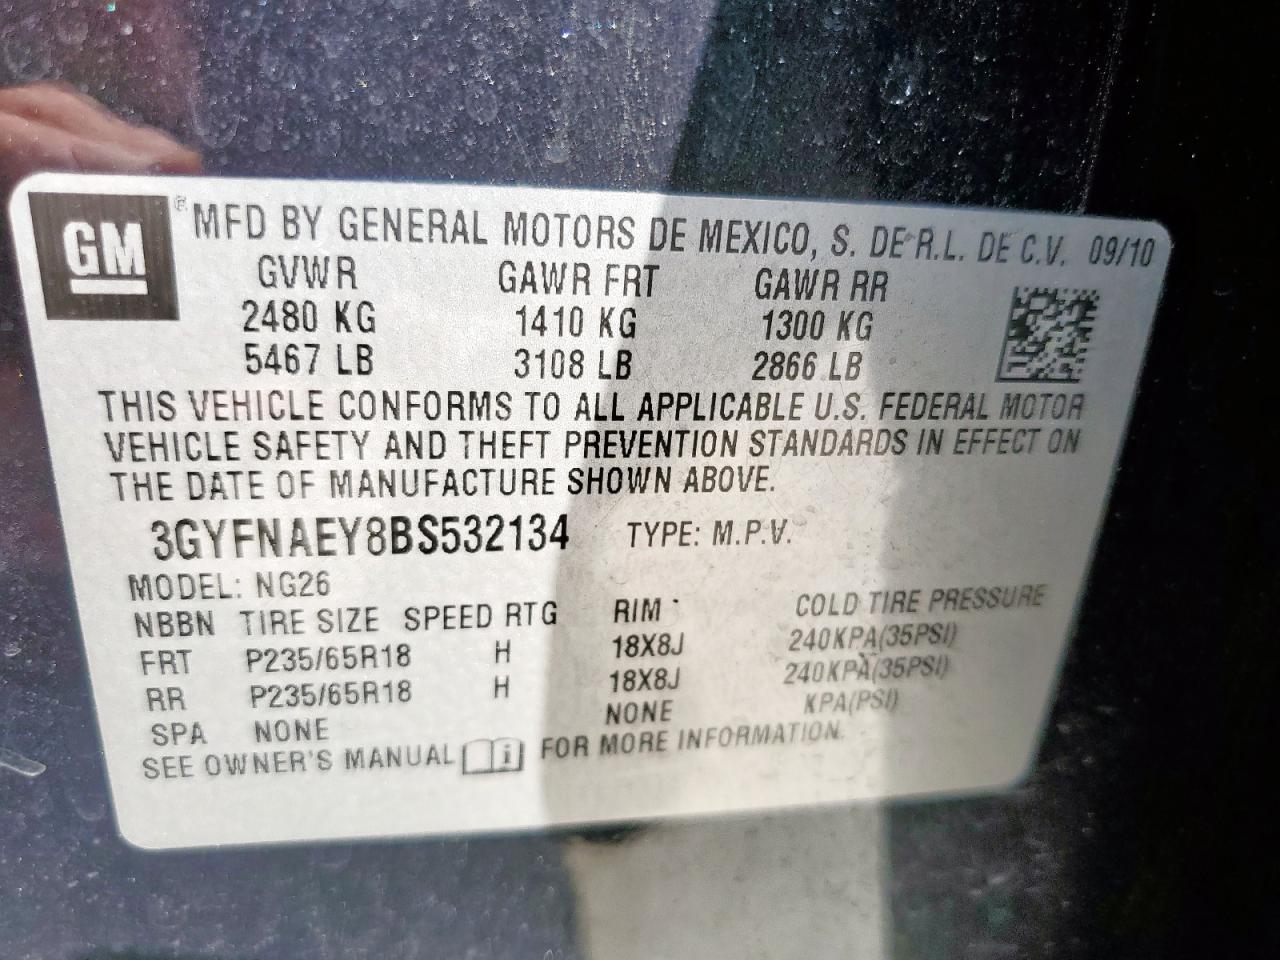 GM ® MFD BY GENERAL MOTORS DE MEXICO, S. DE R.L. DE C.V. 09/10
GVWR GAWR FRT GAWR RR
2480 KG 1410 KG 1300 KG
5467 LB 3108 LB 2866 LB
THIS VEHICLE CONFORMS TO ALL APPLICABLE U.S. FEDERAL MOTOR
VEHICLE SAFETY AND THEFT PREVENTION STANDARDS IN EFFECT ON
THE DATE OF MANUFACTURE SHOWN ABOVE.
3GYFNAEY8BS532134 TYPE: M.P.V.
MODEL: NG26
NBBN TIRE SIZE SPEED RTG RIM COLD TIRE PRESSURE
FRT P235/65R18 H 18X8J 240KPA(35PSI)
RR P235/65R18 H 18X8J 240KPA(35PSI)
SPA NONE NONE KPA(PSI)
SEE OWNER'S MANUAL FOR MORE INFORMATION.